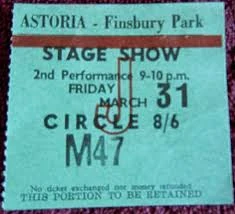 ASTORIA - Finsbury Park
STAGE SHOW
2nd Performance 9-10 p.m.
FRIDAY
MARCH 31
J
CIRCLE 8/6
M47
No ticket exchanged nor money refunded
THIS PORTION TO BE RETAINED